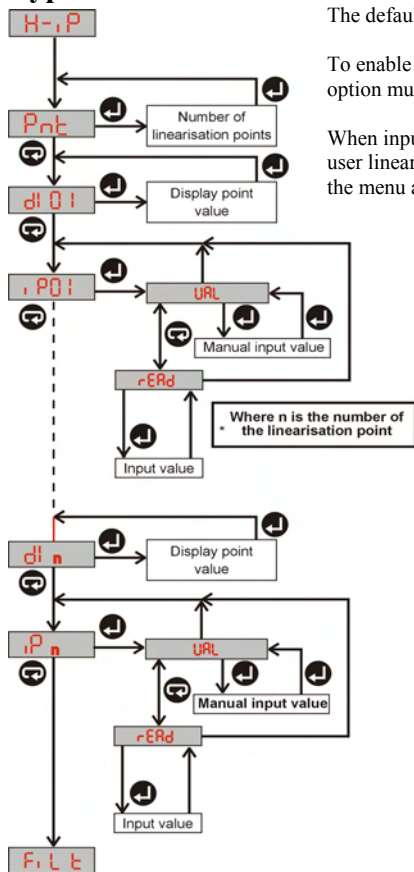 The defau
H-iP
To enable
option mu
Pnt
Number of
linearisation points
When inpu
user linear
the menu a
dI 01
Display point
value
iP01
VAL
Manual input value
rEAd
* Where n is the number of
the linearisation point
Input value
dI n
Display point
value
iP n
VAL
Manual input value
rEAd
Input value
FiLt